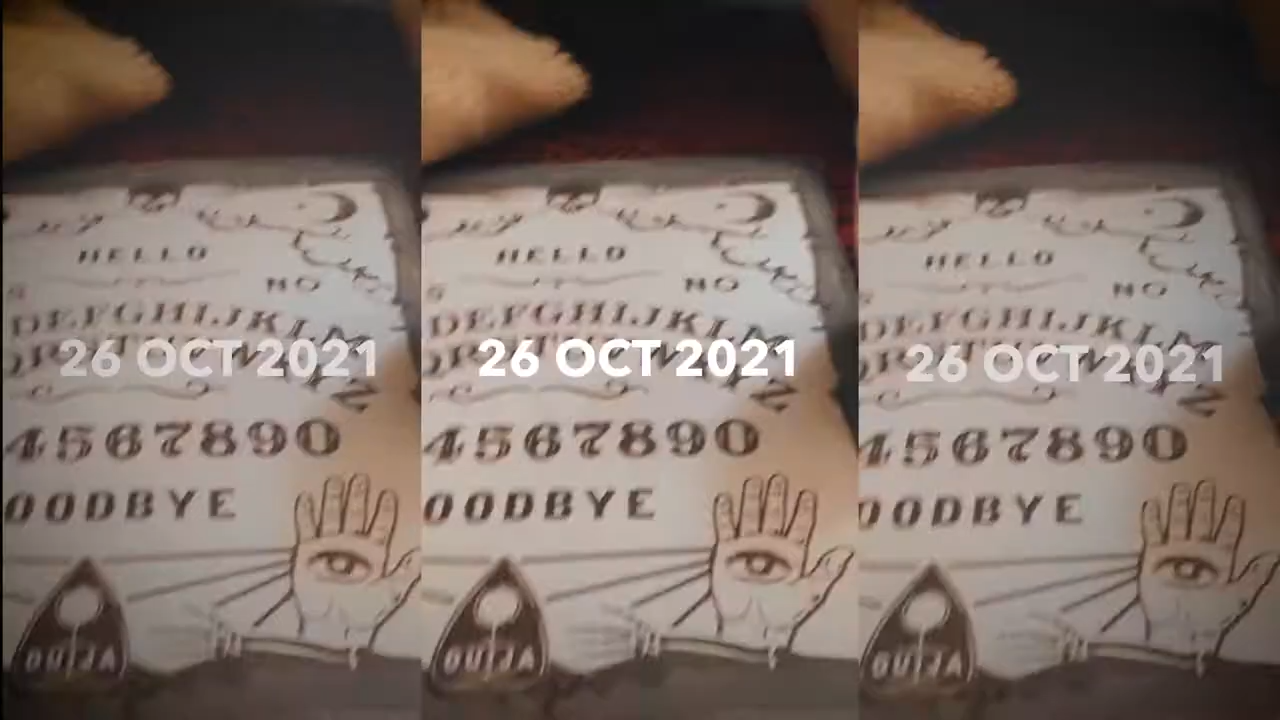 HELLO HELLO HELLO
NO NO NO
DEFGHIJKLM DEFGHIJKLM DEFGHIJKLM
26 OCT 2021 26 OCT 2021 26 OCT 2021
4567890 4567890 4567890
OODBYE OODBYE OODBYE
OUIJA OUIJA OUIJA